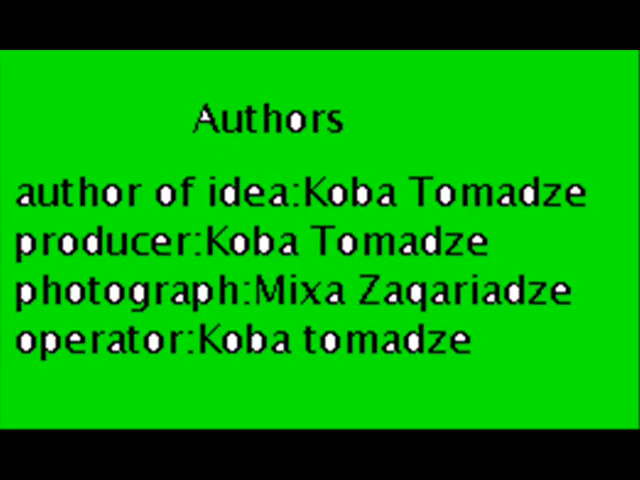 Authors
author of idea:Koba Tomadze
producer:Koba Tomadze
photograph:Mixa Zaqariadze
operator:Koba tomadze